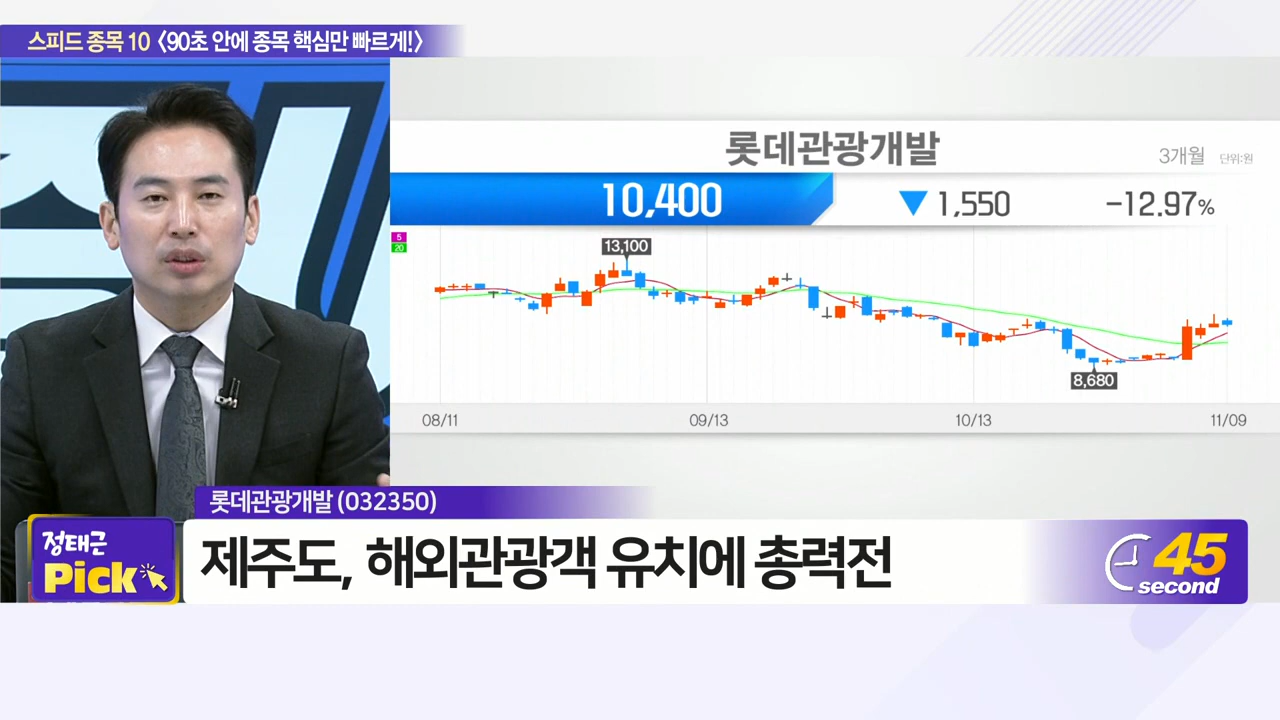 스피드 종목 10 〈90초 안에 종목 핵심만 빠르게!〉
롯데관광개발
3개월 단위:원
10,400 ▼ 1,550 -12.97%
5
20
13,100
8,680
08/11 09/13 10/13 11/09
롯데관광개발 (032350)
정태근
Pick
제주도, 해외관광객 유치에 총력전
45
second